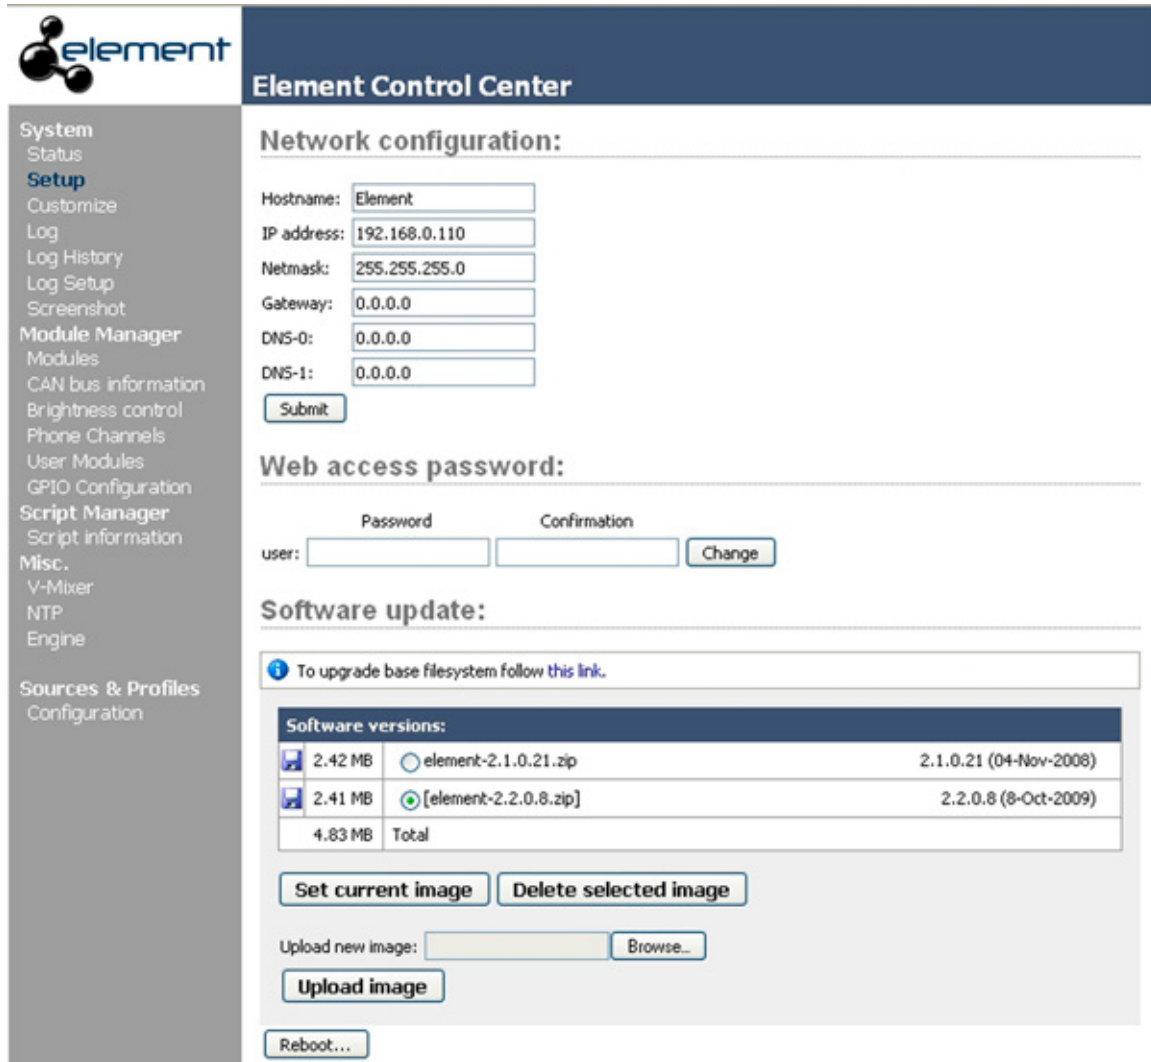 element
Element Control Center
System
Status
Setup
Customize
Log
Log History
Log Setup
Screenshot
Module Manager
Modules
CAN bus information
Brightness control
Phone Channels
User Modules
GPIO Configuration
Script Manager
Script information
Misc.
V-Mixer
NTP
Engine
Sources & Profiles
Configuration
Network configuration:
Hostname: Element
IP address: 192.168.0.110
Netmask: 255.255.255.0
Gateway: 0.0.0.0
DNS-0: 0.0.0.0
DNS-1: 0.0.0.0
Submit
Web access password:
Password Confirmation
user: Change
Software update:
To upgrade base filesystem follow this link.
Software versions:
2.42 MB element-2.1.0.21.zip 2.1.0.21 (04-Nov-2008)
2.41 MB [element-2.2.0.8.zip] 2.2.0.8 (8-Oct-2009)
4.83 MB Total
Set current image Delete selected image
Upload new image: Browse...
Upload image
Reboot...